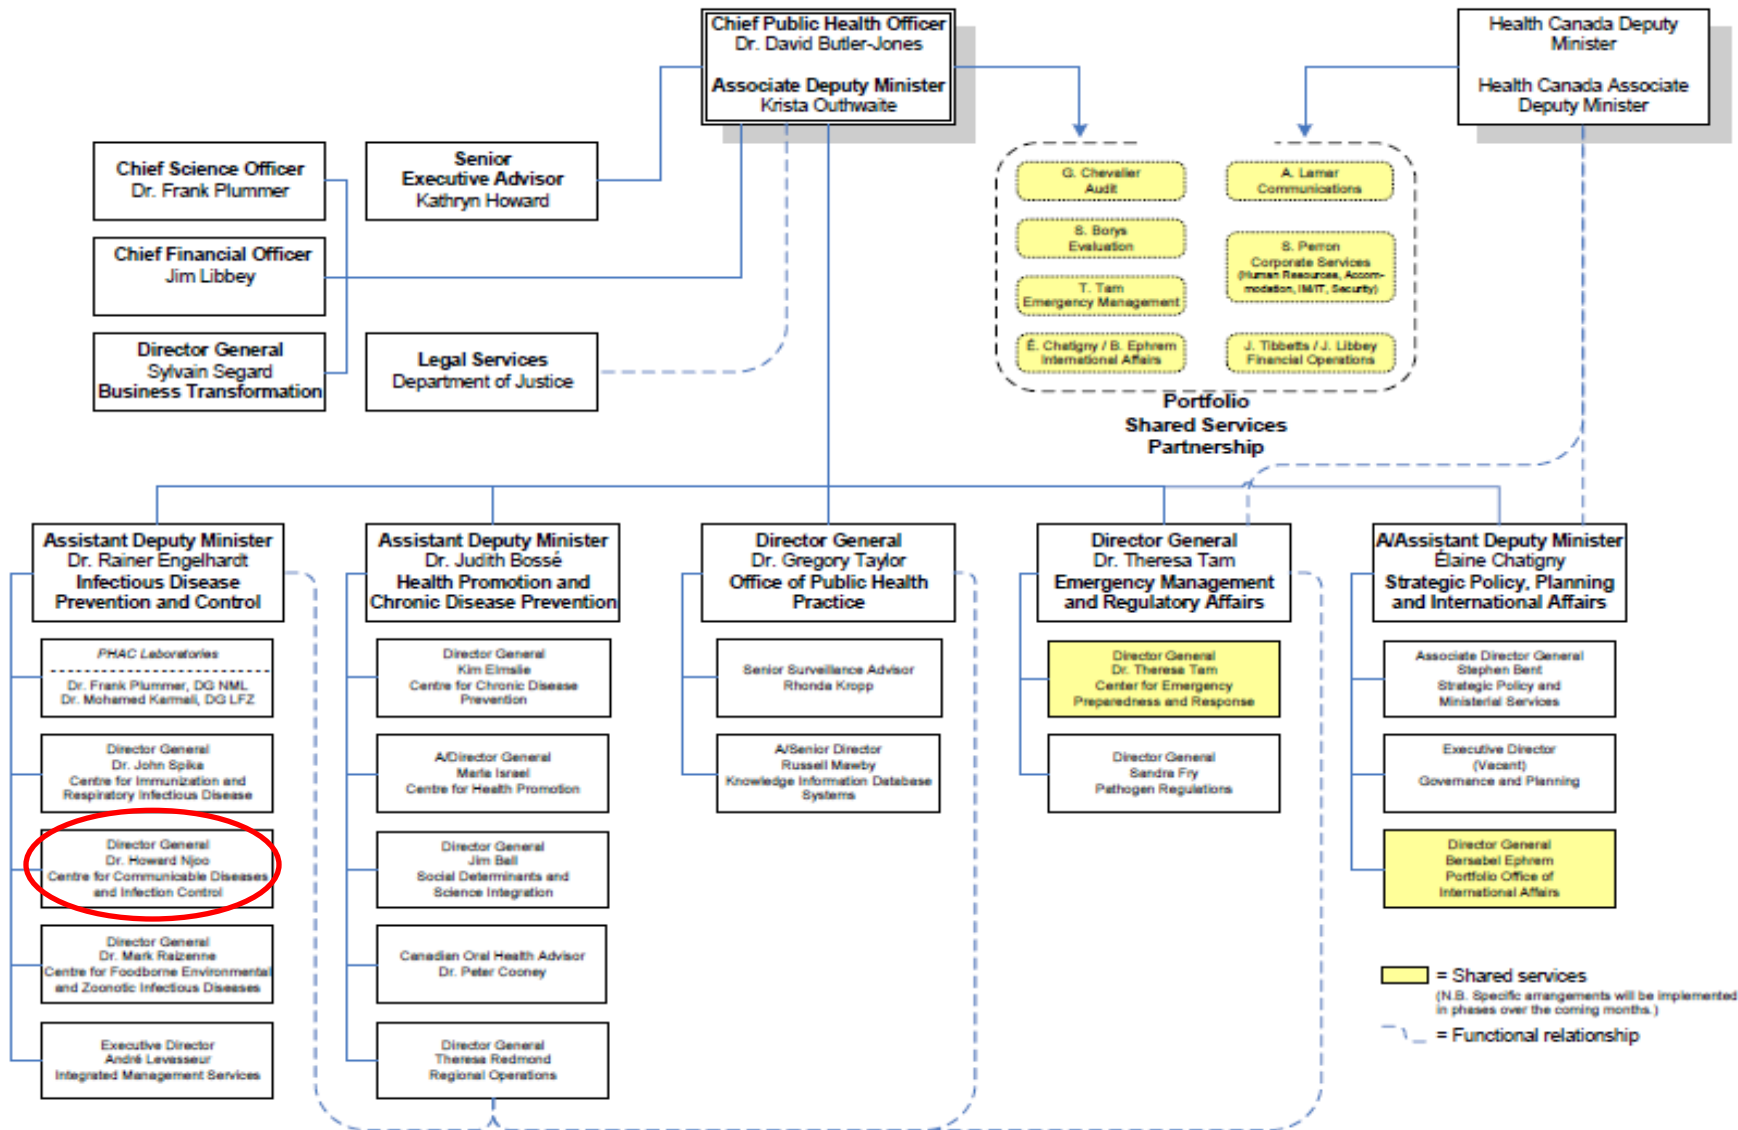 Chief Public Health Officer
Dr. David Butler-Jones
Associate Deputy Minister
Krista Outhwaite
Health Canada Deputy
Minister
Health Canada Associate
Deputy Minister
Chief Science Officer
Dr. Frank Plummer
Senior
Executive Advisor
Kathryn Howard
Chief Financial Officer
Jim Libbey
Director General
Sylvain Segard
Business Transformation
Legal Services
Department of Justice
G. Chevalier
Audit
A. Lamar
Communications
S. Borys
Evaluation
S. Perron
Corporate Services
(Human Resources, Accom-
modation, IM/IT, Security)
T. Tam
Emergency Management
É. Chatigny / B. Ephrem
International Affairs
J. Tibbetts / J. Libbey
Financial Operations
Portfolio
Shared Services
Partnership
Assistant Deputy Minister
Dr. Rainer Engelhardt
Infectious Disease
Prevention and Control
Assistant Deputy Minister
Dr. Judith Bossé
Health Promotion and
Chronic Disease Prevention
Director General
Dr. Gregory Taylor
Office of Public Health
Practice
Director General
Dr. Theresa Tam
Emergency Management
and Regulatory Affairs
A/Assistant Deputy Minister
Élaine Chatigny
Strategic Policy, Planning
and International Affairs
PHAC Laboratories
Dr. Frank Plummer, DG NML
Dr. Mohamed Karmali, DG LFZ
Director General
Dr. John Spika
Centre for Immunization and
Respiratory Infectious Disease
Director General
Dr. Howard Njoo
Centre for Communicable Diseases
and Infection Control
Director General
Dr. Mark Raizenne
Centre for Foodborne Environmental
and Zoonotic Infectious Diseases
Executive Director
André Levasseur
Integrated Management Services
Director General
Kim Elmslie
Centre for Chronic Disease
Prevention
A/Director General
Marla Israel
Centre for Health Promotion
Director General
Jim Ball
Social Determinants and
Science Integration
Canadian Oral Health Advisor
Dr. Peter Cooney
Director General
Theresa Redmond
Regional Operations
Senior Surveillance Advisor
Rhonda Kropp
A/Senior Director
Russell Mawby
Knowledge Information Database
Systems
Director General
Dr. Theresa Tam
Center for Emergency
Preparedness and Response
Director General
Sandra Fry
Pathogen Regulations
Associate Director General
Stephen Bent
Strategic Policy and
Ministerial Services
Executive Director
(Vacant)
Governance and Planning
Director General
Bersabel Ephrem
Portfolio Office of
International Affairs
= Shared services
(N.B. Specific arrangements will be implemented
in phases over the coming months.)
= Functional relationship